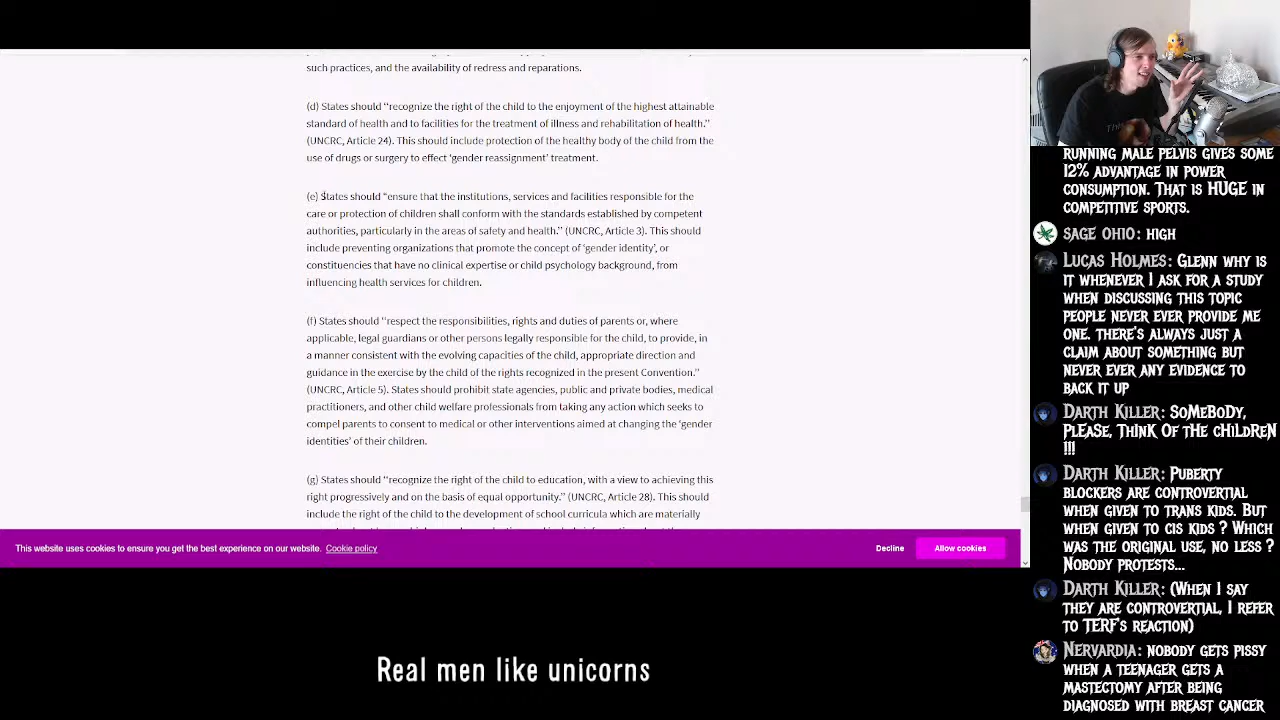 such practices, and the availability of redress and reparations.
(d) States should “recognize the right of the child to the enjoyment of the highest attainable
standard of health and to facilities for the treatment of illness and rehabilitation of health.”
(UNCRC, Article 24). This should include protection of the healthy body of the child from the
use of drugs or surgery to effect ‘gender reassignment’ treatment.
(e) States should “ensure that the institutions, services and facilities responsible for the
care or protection of children shall conform with the standards established by competent
authorities, particularly in the areas of safety and health.” (UNCRC, Article 3). This should
include preventing organizations that promote the concept of ‘gender identity’, or
constituencies that have no clinical expertise or child psychology background, from
influencing health services for children.
(f) States should “respect the responsibilities, rights and duties of parents or, where
applicable, legal guardians or other persons legally responsible for the child, to provide, in
a manner consistent with the evolving capacities of the child, appropriate direction and
guidance in the exercise by the child of the rights recognized in the present Convention.”
(UNCRC, Article 5). States should prohibit state agencies, public and private bodies, medical
practitioners, and other child welfare professionals from taking any action which seeks to
compel parents to consent to medical or other interventions aimed at changing the ‘gender
identities’ of their children.
(g) States should “recognize the right of the child to education, with a view to achieving this
right progressively and on the basis of equal opportunity.” (UNCRC, Article 28). This should
include the right of the child to the development of school curricula which are materially
This website uses cookies to ensure you get the best experience on our website. Cookie policy
Decline
Allow cookies
Real men like unicorns
This
RUNNING MALE PELVIS GIVES SOME
12% ADVANTAGE IN POWER
CONSUMPTION. THAT IS HUGE IN
COMPETITIVE SPORTS.
SAGE OHIO: HIGH
LUCAS HOLMES: GLENN WHY IS
IT WHENEVER I ASK FOR A STUDY
WHEN DISCUSSING THIS TOPIC
PEOPLE NEVER EVER PROVIDE ME
ONE. THERE'S ALWAYS JUST A
CLAIM ABOUT SOMETHING BUT
NEVER EVER ANY EVIDENCE TO
BACK IT UP
DARTH KILLER: SOMEBODY,
PLEASE, THINK OF THE CHILDREN
!!!
DARTH KILLER: PUBERTY
BLOCKERS ARE CONTROVERTIAL
WHEN GIVEN TO TRANS KIDS. BUT
WHEN GIVEN TO CIS KIDS ? WHICH
WAS THE ORIGINAL USE, NO LESS ?
NOBODY PROTESTS...
DARTH KILLER: (WHEN I SAY
THEY ARE CONTROVERTIAL, I REFER
TO TERF'S REACTION)
NERVARDIA: NOBODY GETS PISSY
WHEN A TEENAGER GETS A
MASTECTOMY AFTER BEING
DIAGNOSED WITH BREAST CANCER